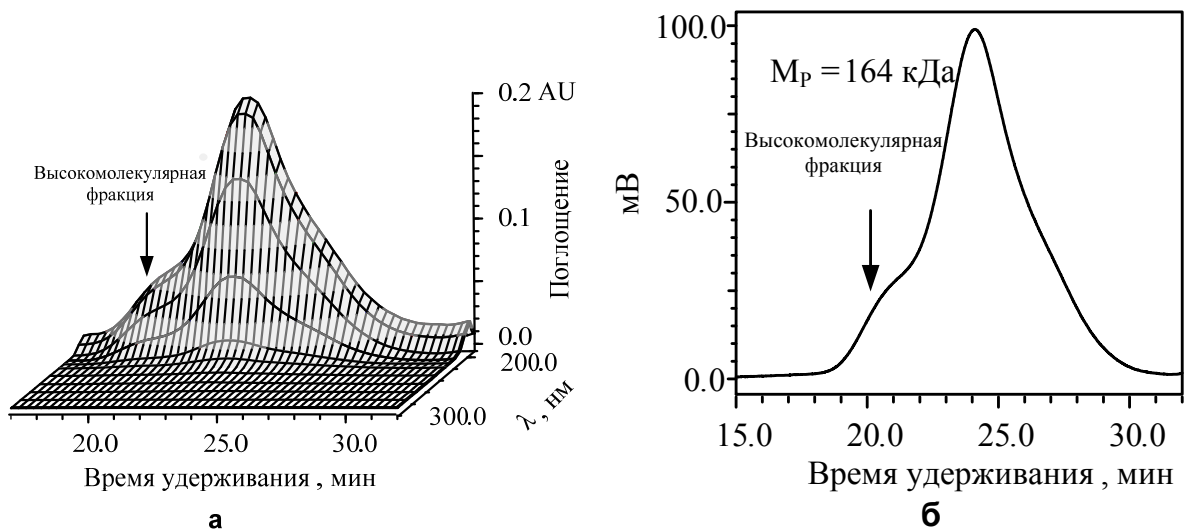 0.2 AU
Высокомолекулярная
фракция
0.1
Поглощение
0.0
200.0
300.0
λ, нм
20.0
25.0
30.0
Время удерживания , мин
а
100.0
M_P = 164 кДа
Высокомолекулярная
фракция
50.0
мВ
0.0
15.0
20.0
25.0
30.0
Время удерживания , мин
б